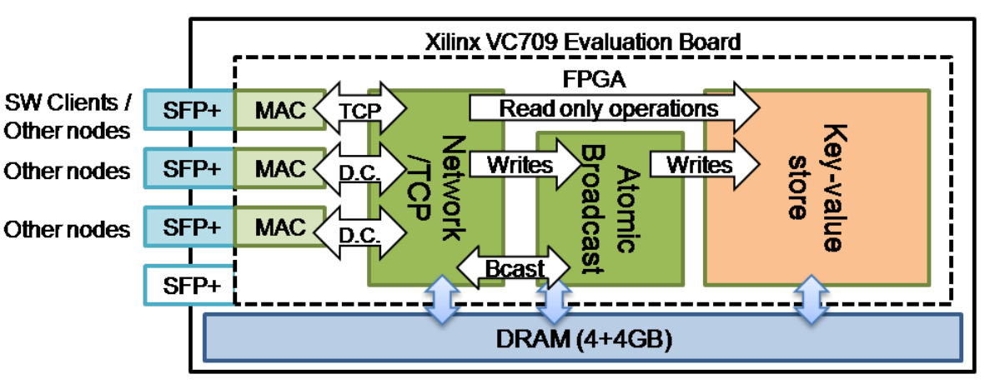 Xilinx VC709 Evaluation Board
FPGA
SW Clients /
Other nodes
SFP+
MAC
TCP
Read only operations
Other nodes
SFP+
MAC
D.C.
Network
/TCP
Writes
Atomic
Broadcast
Writes
Key-value
store
Other nodes
SFP+
MAC
D.C.
Bcast
SFP+
DRAM (4+4GB)